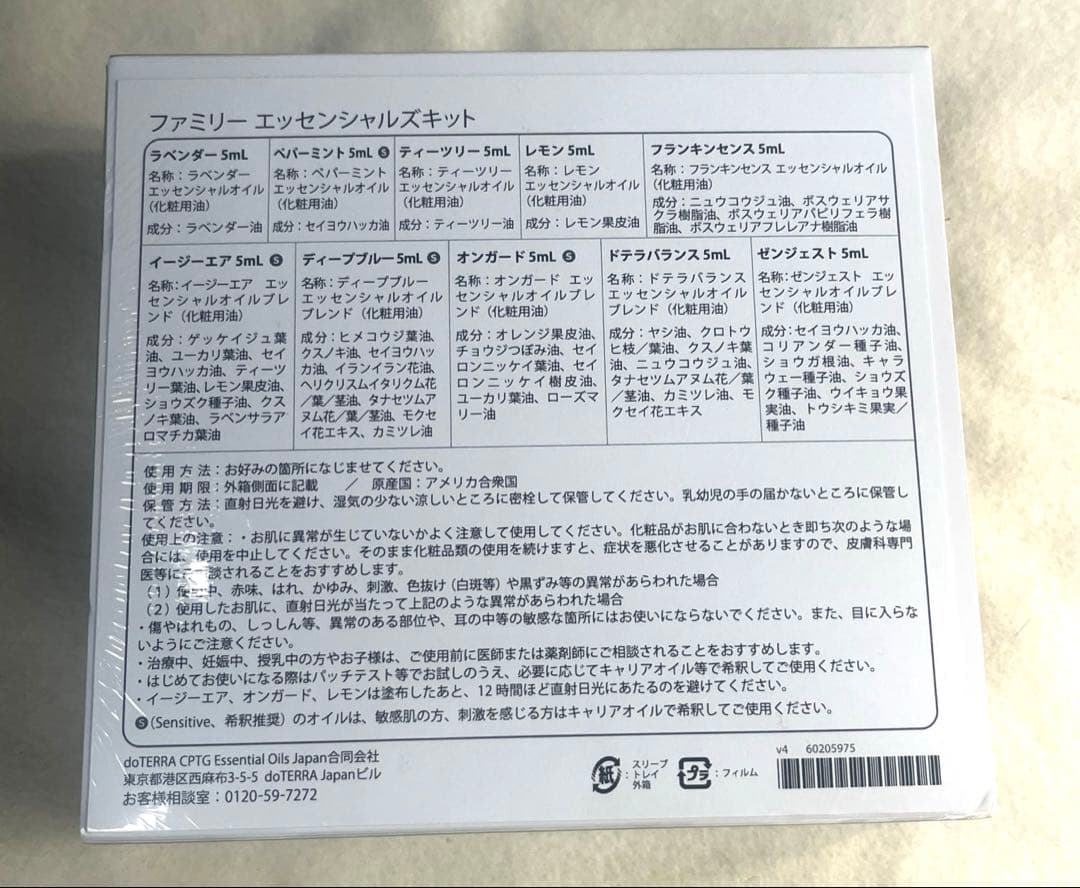 ファミリー エッセンシャルズキット
ラベンダー 5mL
名称：ラベンダー
エッセンシャルオイル
（化粧用油）
成分：ラベンダー油
ペパーミント 5mL S
名称：ペパーミント
エッセンシャルオイル
（化粧用油）
成分：セイヨウハッカ油
ティーツリー 5mL
名称：ティーツリー
エッセンシャルオイル
（化粧用油）
成分：ティーツリー油
レモン 5mL
名称：レモン
エッセンシャルオイル
（化粧用油）
成分：レモン果皮油
フランキンセンス 5mL
名称：フランキンセンス エッセンシャルオイル
（化粧用油）
成分：ニュウコウジュ油、ボスウェリアサ
クラ樹脂油、ボスウェリアパピリフェラ樹
脂油、ボスウェリアフレレアナ樹脂油
イージーエア 5mL S
名称：イージーエア エッ
センシャルオイルブレ
ンド（化粧用油）
成分：ゲッケイジュ葉
油、ユーカリ葉油、セイ
ヨウハッカ油、ティーツ
リー葉油、レモン果皮油、
ショウズク種子油、クス
ノキ葉油、ラベンサラア
ロマチカ葉油
ディープブルー 5mL S
名称：ディープブルー
エッセンシャルオイル
ブレンド（化粧用油）
成分：ヒメコウジ葉油、
クスノキ油、セイヨウハッ
カ油、イランイラン花油、
ヘリクリスムイタリクム花
／葉／茎油、タナセツムア
ヌム花／葉／茎油、モクセ
イ花エキス、カミツレ油
オンガード 5mL S
名称：オンガード エッ
センシャルオイルブレ
ンド（化粧用油）
成分：オレンジ果皮油、
チョウジつぼみ油、セイ
ロンニッケイ葉油、セイ
ロンニッケイ樹皮油、
ユーカリ葉油、ローズマ
リー油
ドテラバランス 5mL
名称：ドテラバランス
エッセンシャルオイル
ブレンド（化粧用油）
成分：ヤシ油、クロトウ
ヒ枝／葉油、クスノキ葉
油、ニュウコウジュ油、
タナセツムアヌム花／葉
／茎油、カミツレ油、モ
クセイ花エキス
ゼンジェスト 5mL
名称：ゼンジェスト エッ
センシャルオイルブレ
ンド（化粧用油）
成分：セイヨウハッカ油、
コリアンダー種子油、
ショウガ根油、キャラ
ウェー種子油、ショウズ
ク種子油、ウイキョウ果
実油、トウシキミ果実／
種子油
使用方法：お好みの箇所になじませてください。
使用期限：外箱側面に記載 ／ 原産国：アメリカ合衆国
保管方法：直射日光を避け、湿気の少ない涼しいところに密栓して保管してください。乳幼児の手の届かないところに保管し
てください。
使用上の注意：・お肌に異常が生じていないかよく注意して使用してください。化粧品がお肌に合わないとき即ち次のような場
合には、使用を中止してください。そのまま化粧品類の使用を続けますと、症状を悪化させることがありますので、皮膚科専門
医等にご相談されることをおすすめします。
（1）使用中、赤味、はれ、かゆみ、刺激、色抜け（白斑等）や黒ずみ等の異常があらわれた場合
（2）使用したお肌に、直射日光が当たって上記のような異常があらわれた場合
・傷やはれもの、しっしん等、異常のある部位や、耳の中等の敏感な箇所にはお使いにならないでください。また、目に入らな
いようにご注意ください。
・治療中、妊娠中、授乳中の方やお子様は、ご使用前に医師または薬剤師にご相談されることをおすすめします。
・はじめてお使いになる際はパッチテスト等でお試しのうえ、必要に応じてキャリアオイル等で希釈してご使用ください。
・イージーエア、オンガード、レモンは塗布したあと、12時間ほど直射日光にあたるのを避けてください。
S（Sensitive、希釈推奨）のオイルは、敏感肌の方、刺激を感じる方はキャリアオイルで希釈してご使用ください。
doTERRA CPTG Essential Oils Japan合同会社
東京都港区西麻布3-5-5 doTERRA Japanビル
お客様相談室：0120-59-7272
紙：スリーブ
トレイ
外箱
プラ：フィルム
v4 60205975